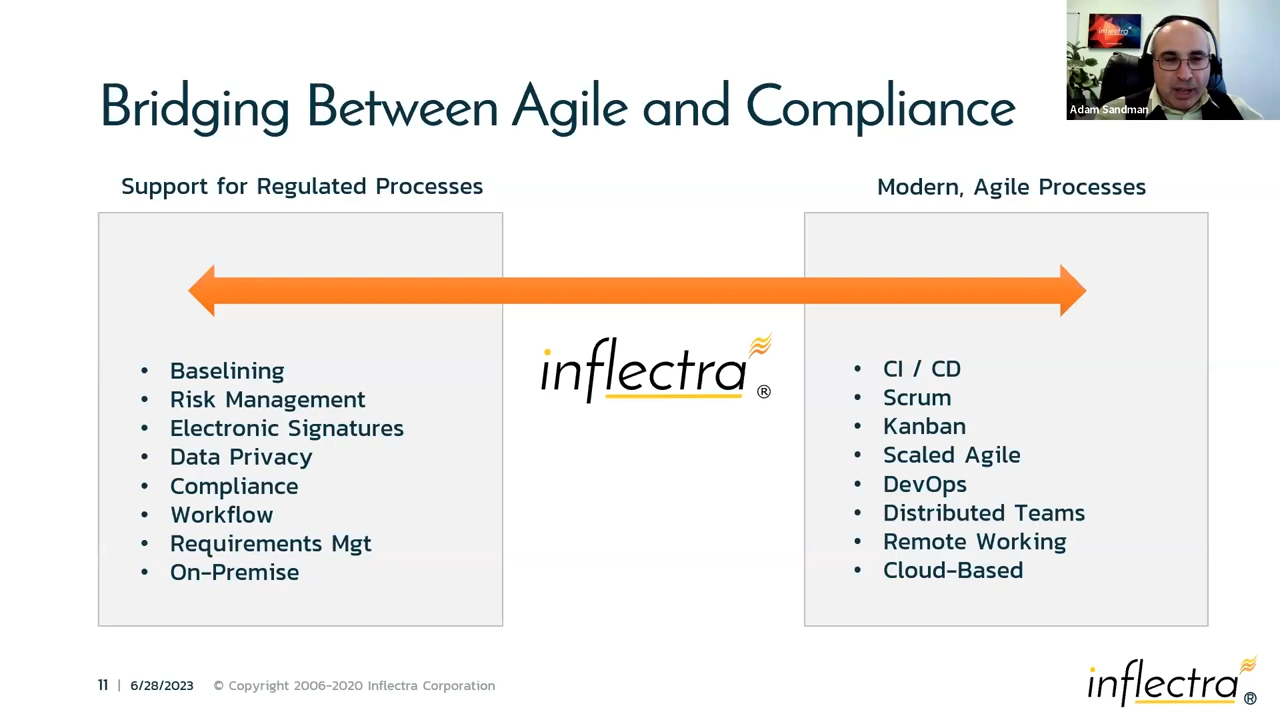 Bridging Between Agile and Compliance
inflectra
Adam Sandman
Support for Regulated Processes
Modern, Agile Processes
inflectra®
• Baselining
• Risk Management
• Electronic Signatures
• Data Privacy
• Compliance
• Workflow
• Requirements Mgt
• On-Premise
• CI / CD
• Scrum
• Kanban
• Scaled Agile
• DevOps
• Distributed Teams
• Remote Working
• Cloud-Based
11 | 6/28/2023 © Copyright 2006-2020 Inflectra Corporation
inflectra®